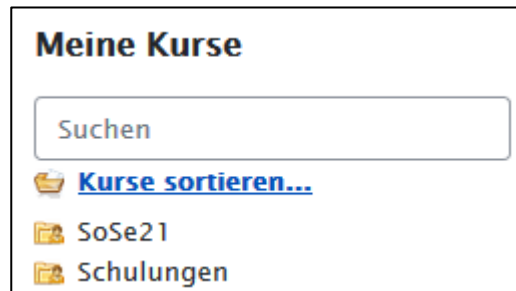 Meine Kurse
Suchen
Kurse sortieren...
SoSe21
Schulungen